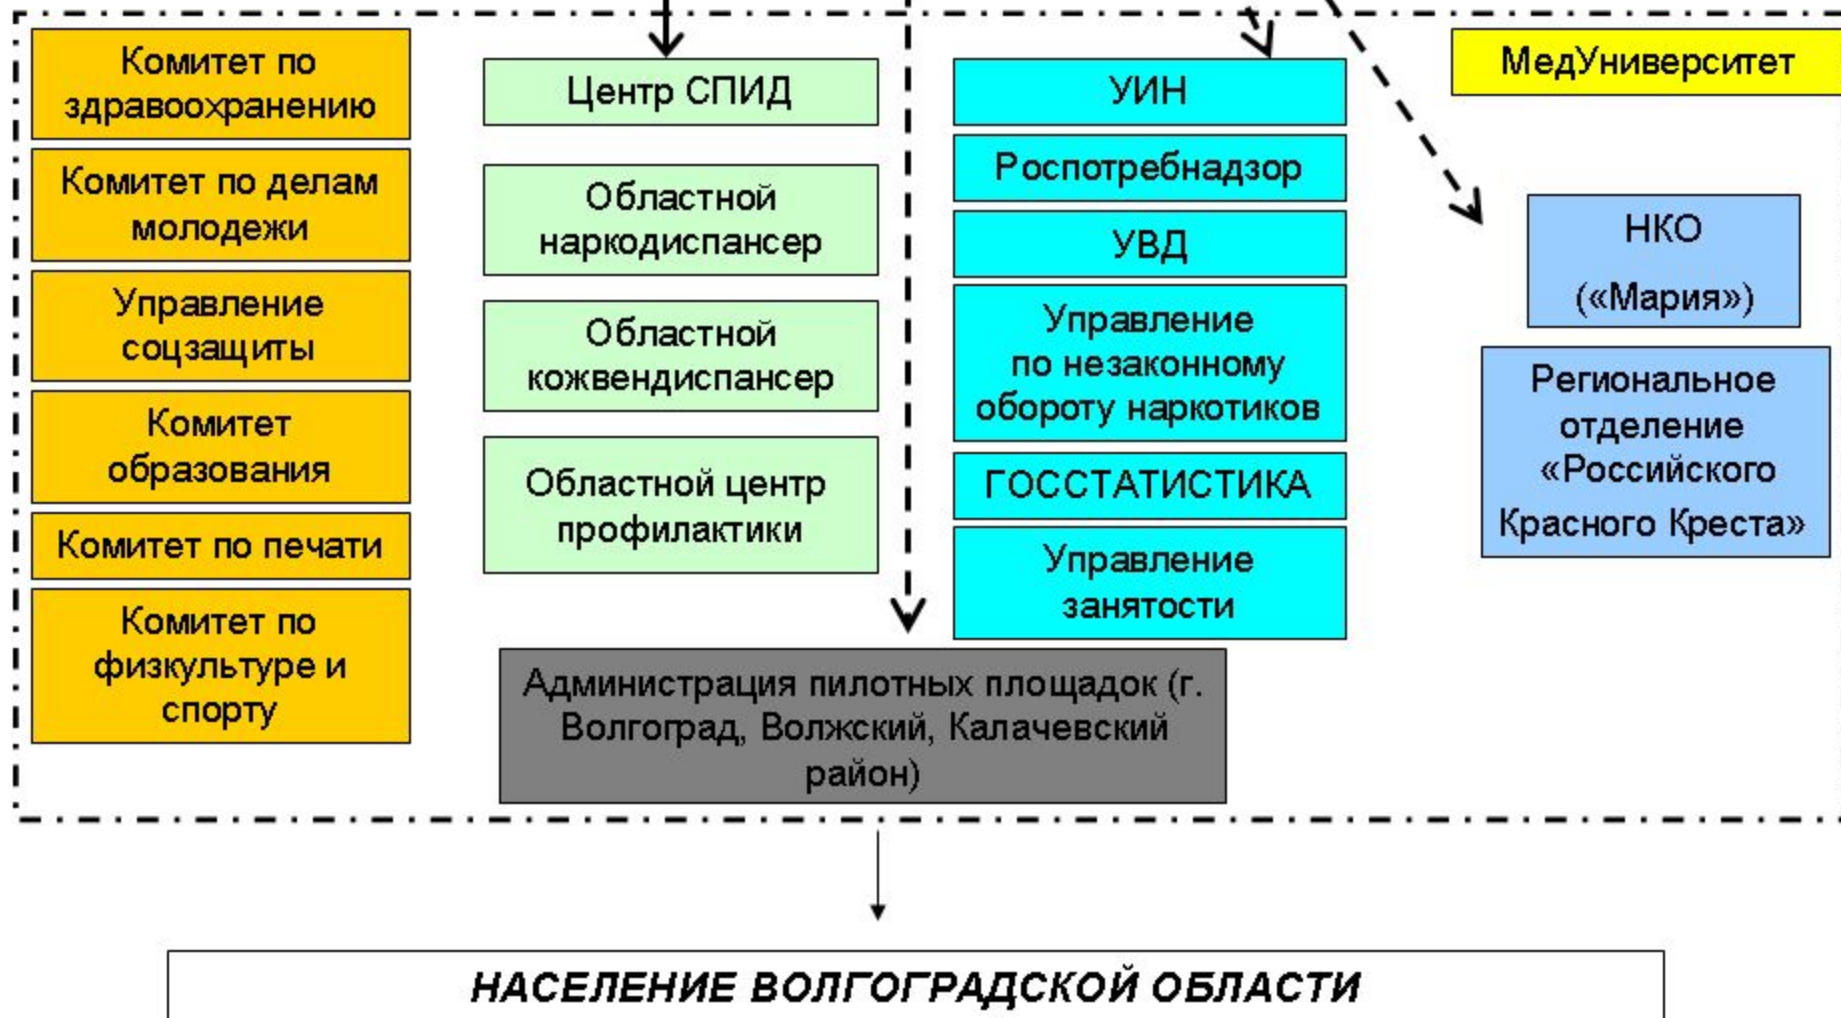 Комитет по
здравоохранению
Комитет по делам
молодежи
Управление
соцзащиты
Комитет
образования
Комитет по печати
Комитет по
физкультуре и
спорту
Центр СПИД
Областной
наркодиспансер
Областной
кожвендиспансер
Областной центр
профилактики
УИН
Роспотребнадзор
УВД
Управление
по незаконному
обороту наркотиков
ГОССТАТИСТИКА
Управление
занятости
МедУниверситет
НКО
(«Мария»)
Региональное
отделение
«Российского
Красного Креста»
Администрация пилотных площадок (г.
Волгоград, Волжский, Калачевский
район)
НАСЕЛЕНИЕ ВОЛГОГРАДСКОЙ ОБЛАСТИ